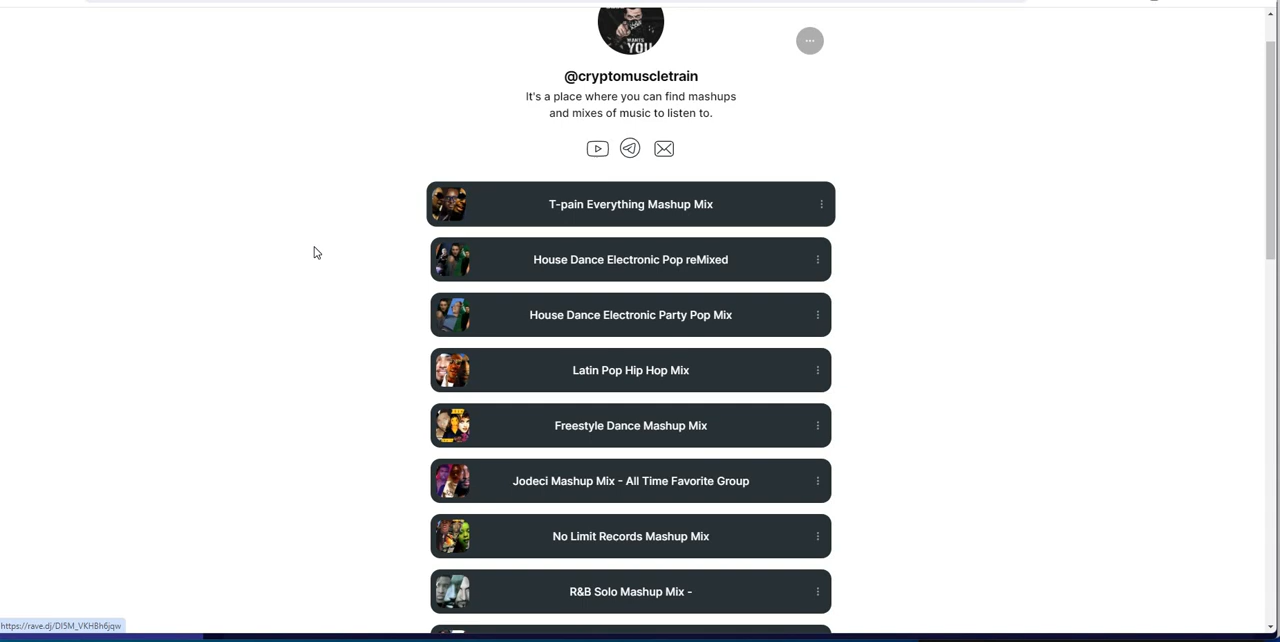 WANTS
YOU
@cryptomuscletrain
It's a place where you can find mashups
and mixes of music to listen to.
T-pain Everything Mashup Mix
House Dance Electronic Pop reMixed
House Dance Electronic Party Pop Mix
Latin Pop Hip Hop Mix
Freestyle Dance Mashup Mix
Jodeci Mashup Mix - All Time Favorite Group
No Limit Records Mashup Mix
R&B Solo Mashup Mix -
https://rave.dj/DI5M_VKHBh6jqw